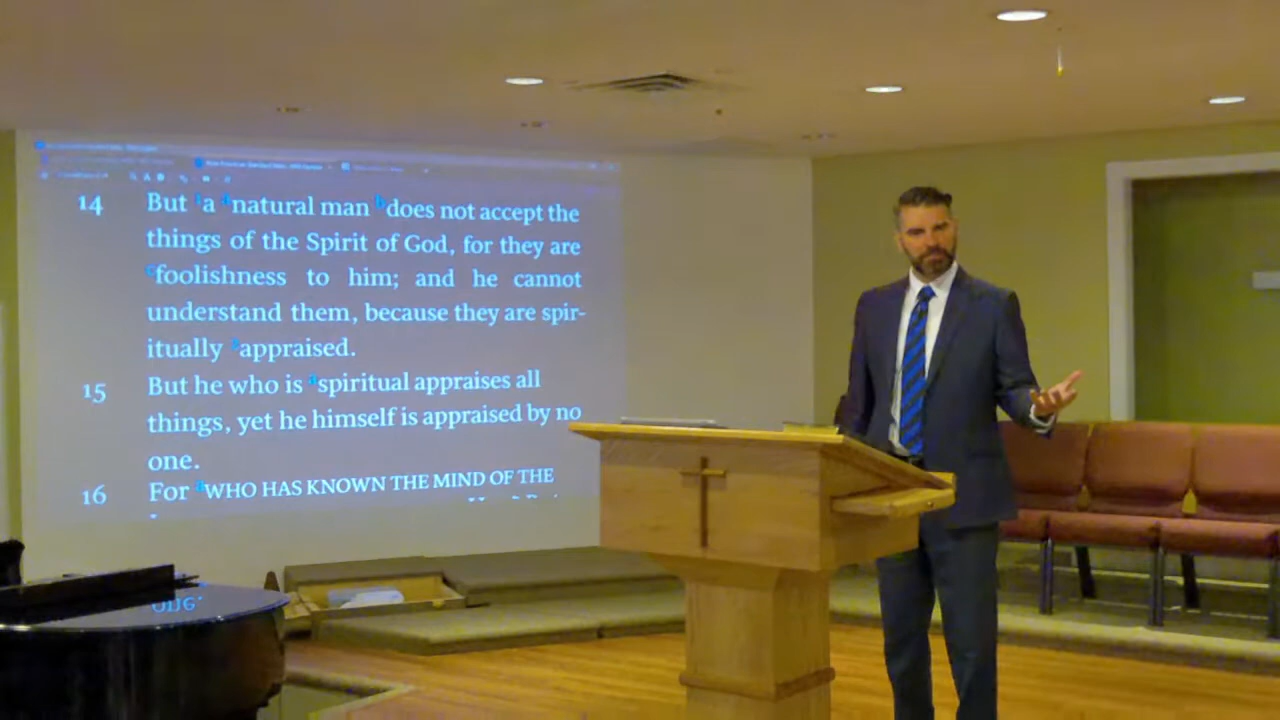 14 But a natural man does not accept the
things of the Spirit of God, for they are
foolishness to him; and he cannot
understand them, because they are spir-
itually appraised.
15 But he who is spiritual appraises all
things, yet he himself is appraised by no
one.
16 For WHO HAS KNOWN THE MIND OF THE